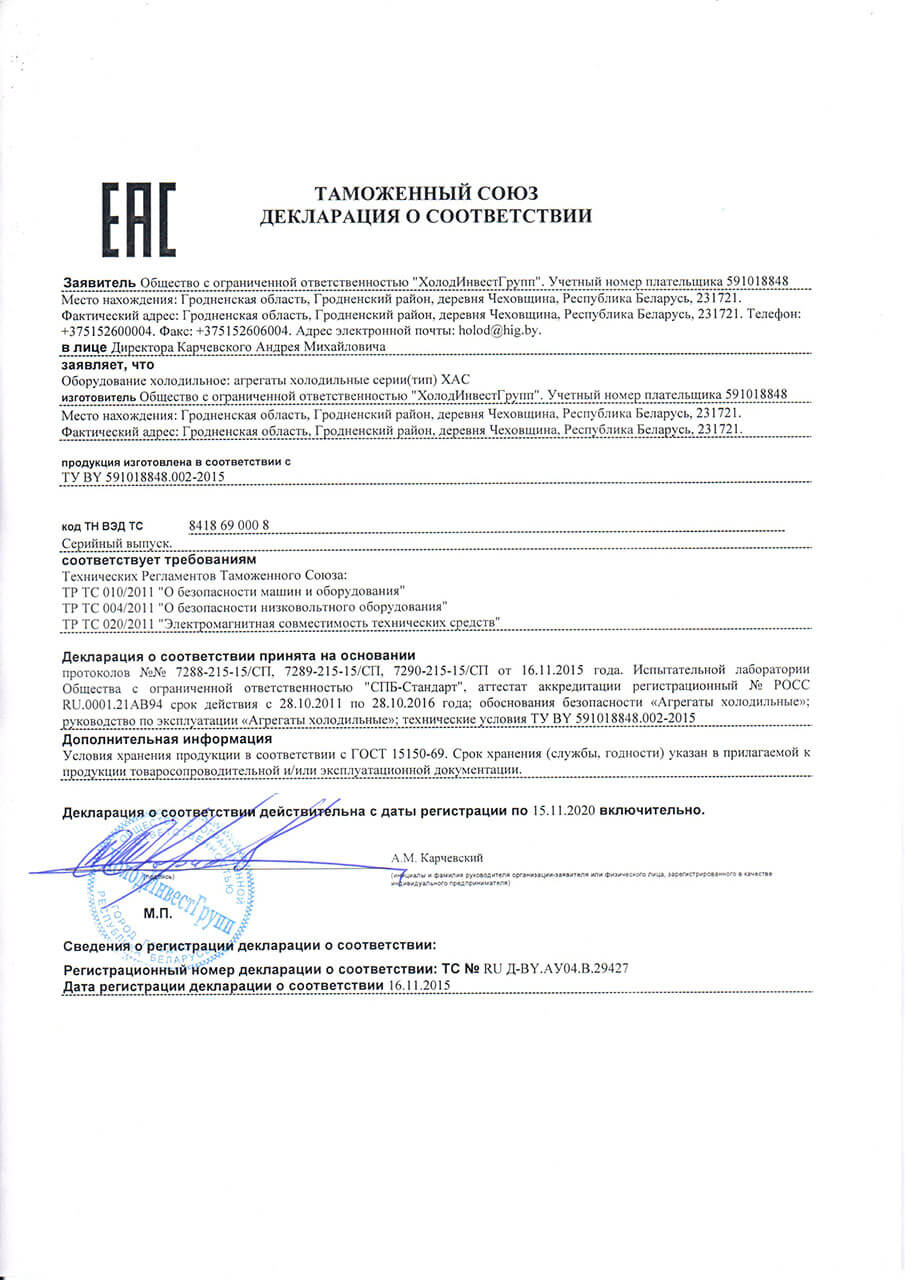 EAC
ТАМОЖЕННЫЙ СОЮЗ
ДЕКЛАРАЦИЯ О СООТВЕТСТВИИ
Заявитель Общество с ограниченной ответственностью "ХолодИнвестГрупп". Учетный номер плательщика 591018848
Место нахождения: Гродненская область, Гродненский район, деревня Чеховщина, Республика Беларусь, 231721.
Фактический адрес: Гродненская область, Гродненский район, деревня Чеховщина, Республика Беларусь, 231721. Телефон:
+375152600004. Факс: +375152606004. Адрес электронной почты: holod@hig.by.
в лице Директора Карчевского Андрея Михайловича
заявляет, что
Оборудование холодильное: агрегаты холодильные серии(тип) ХАС
изготовитель Общество с ограниченной ответственностью "ХолодИнвестГрупп". Учетный номер плательщика 591018848
Место нахождения: Гродненская область, Гродненский район, деревня Чеховщина, Республика Беларусь, 231721.
Фактический адрес: Гродненская область, Гродненский район, деревня Чеховщина, Республика Беларусь, 231721.
продукция изготовлена в соответствии с
ТУ BY 591018848.002-2015
код ТН ВЭД ТС 8418 69 000 8
Серийный выпуск.
соответствует требованиям
Технических Регламентов Таможенного Союза:
ТР ТС 010/2011 "О безопасности машин и оборудования"
ТР ТС 004/2011 "О безопасности низковольтного оборудования"
ТР ТС 020/2011 "Электромагнитная совместимость технических средств"
Декларация о соответствии принята на основании
протоколов №№ 7288-215-15/СП, 7289-215-15/СП, 7290-215-15/СП от 16.11.2015 года. Испытательной лаборатории
Общества с ограниченной ответственностью "СПБ-Стандарт", аттестат аккредитации регистрационный № РОСС
RU.0001.21АВ94 срок действия с 28.10.2011 по 28.10.2016 года; обоснования безопасности «Агрегаты холодильные»;
руководство по эксплуатации «Агрегаты холодильные»; технические условия ТУ BY 591018848.002-2015
Дополнительная информация
Условия хранения продукции в соответствии с ГОСТ 15150-69. Срок хранения (службы, годности) указан в прилагаемой к
продукции товаросопроводительной и/или эксплуатационной документации.
Декларация о соответствии действительна с даты регистрации по 15.11.2020 включительно.
А.М. Карчевский
(подпись)
(инициалы и фамилия руководителя организации-заявителя или физического лица, зарегистрированного в качестве
индивидуального предпринимателя)
ХолодИнвестГрупп
М.П.
Сведения о регистрации декларации о соответствии:
Регистрационный номер декларации о соответствии: ТС № RU Д-BY.АУ04.В.29427
Дата регистрации декларации о соответствии 16.11.2015